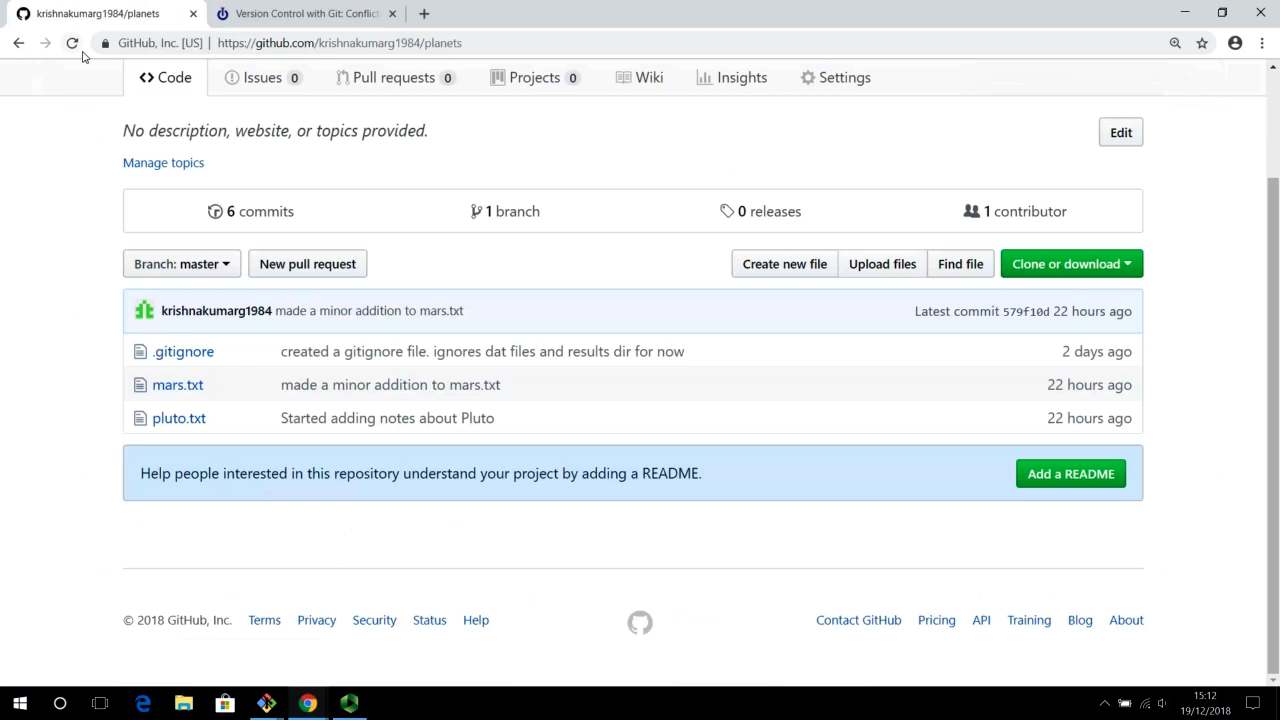 krishnakumarg1984/planets
Version Control with Git: Conflict
GitHub, Inc. [US] | https://github.com/krishnakumarg1984/planets
Code Issues 0 Pull requests 0 Projects 0 Wiki Insights Settings
No description, website, or topics provided. Edit
Manage topics
6 commits 1 branch 0 releases 1 contributor
Branch: master New pull request Create new file Upload files Find file Clone or download
krishnakumarg1984 made a minor addition to mars.txt Latest commit 579f10d 22 hours ago
.gitignore created a gitignore file. ignores dat files and results dir for now 2 days ago
mars.txt made a minor addition to mars.txt 22 hours ago
pluto.txt Started adding notes about Pluto 22 hours ago
Help people interested in this repository understand your project by adding a README. Add a README
© 2018 GitHub, Inc. Terms Privacy Security Status Help Contact GitHub Pricing API Training Blog About
15:12
19/12/2018